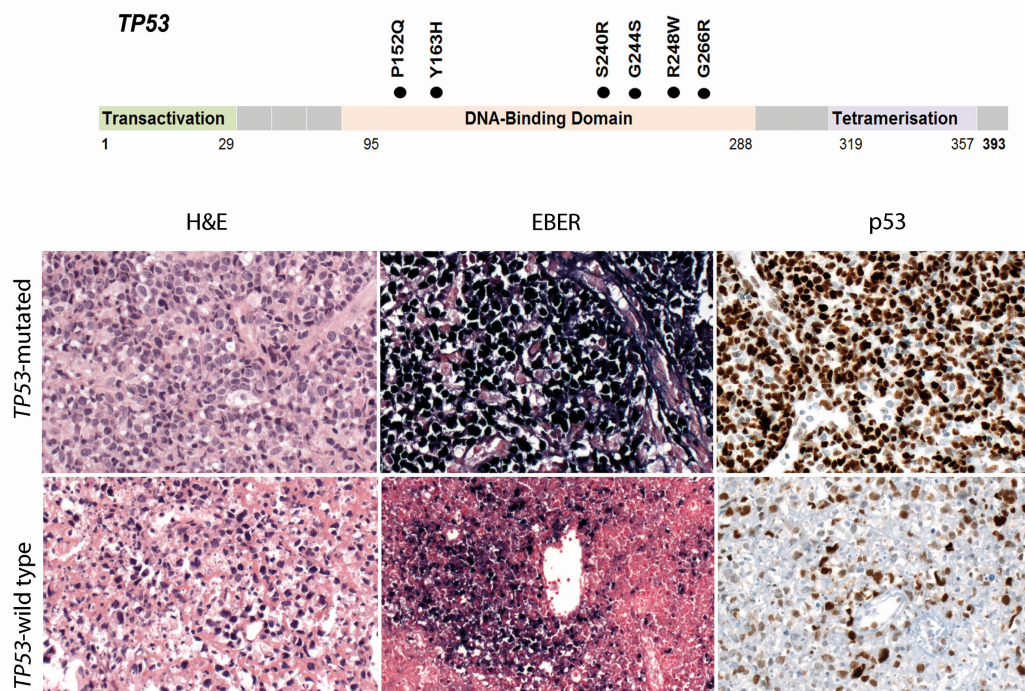 TP53
P152Q
Y163H
S240R
G244S
R248W
G266R
Transactivation
DNA-Binding Domain
Tetramerisation
1
29
95
288
319
357
393
H&E
EBER
p53
TP53-mutated
TP53-wild type